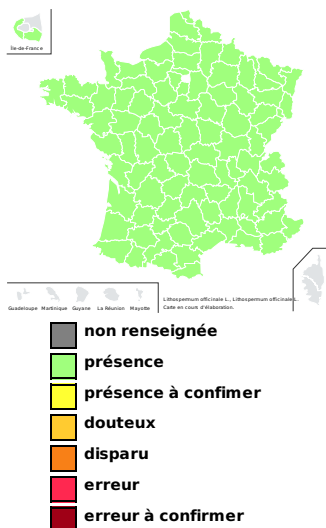 Île-de-France
Guadeloupe Martinique Guyane La Réunion Mayotte
Lithospermum officinale L., Lithospermum officinale L.
Carte en cours d'élaboration.
non renseignée
présence
présence à confimer
douteux
disparu
erreur
erreur à confirmer